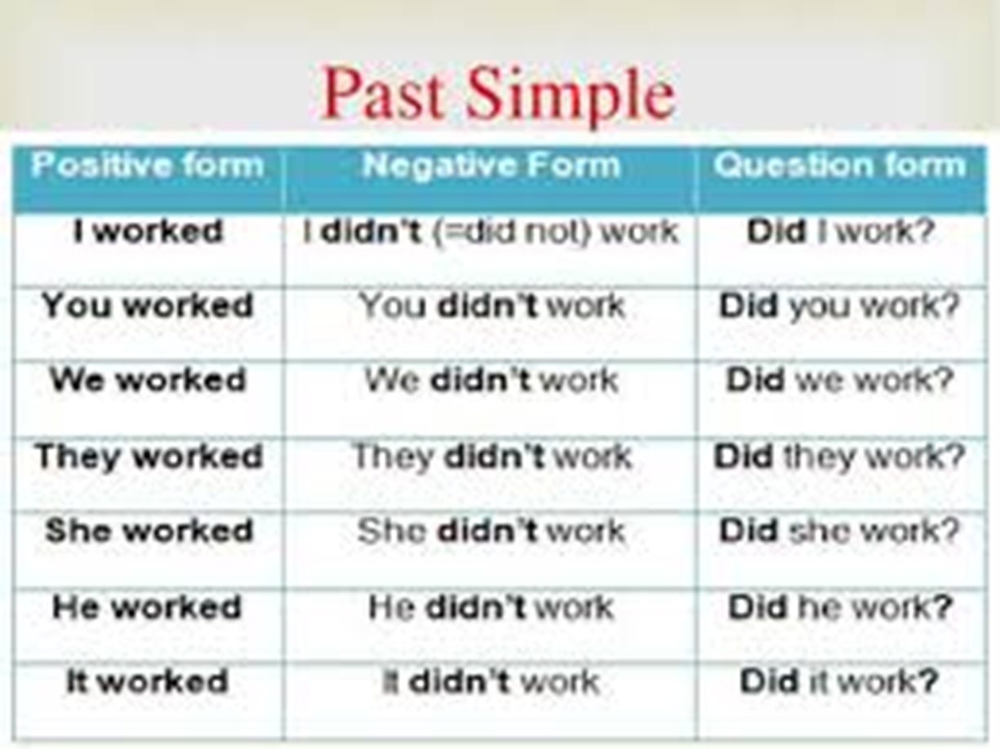 Past Simple
Positive form Negative Form Question form
I worked I didn't (=did not) work Did I work?
You worked You didn't work Did you work?
We worked We didn't work Did we work?
They worked They didn't work Did they work?
She worked She didn't work Did she work?
He worked He didn't work Did he work?
It worked It didn't work Did it work?